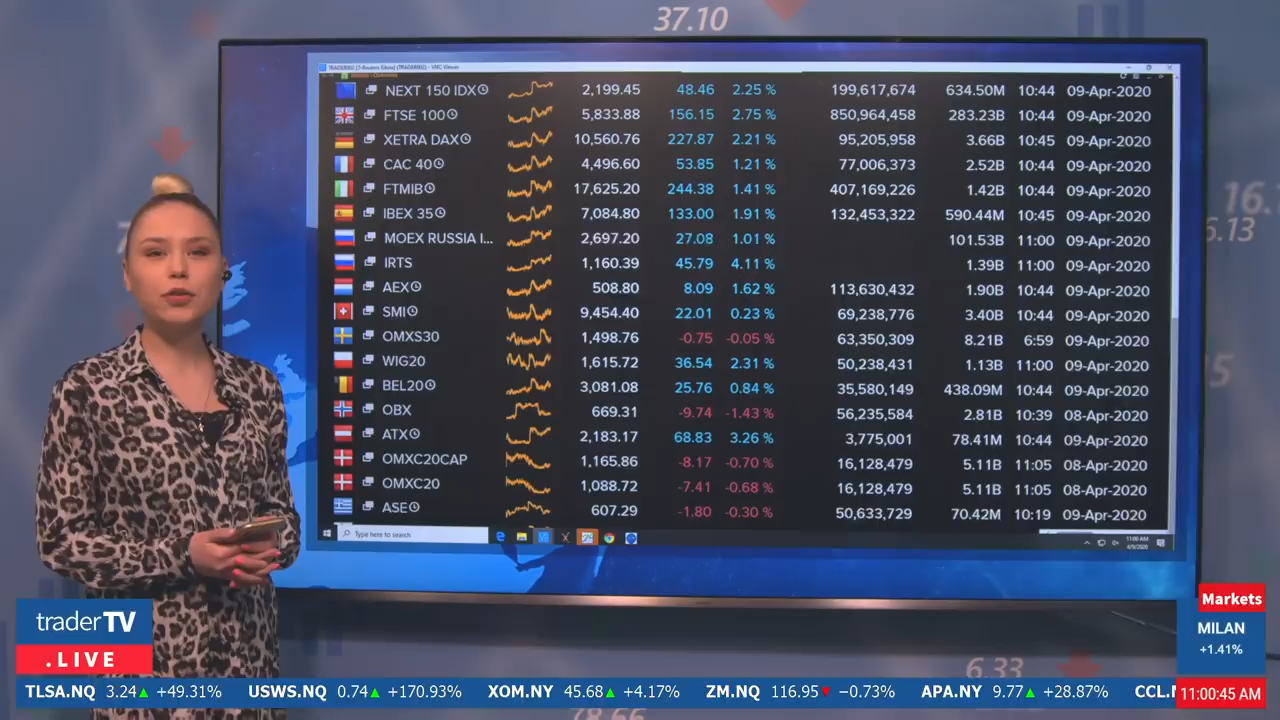 37.10
TRADER002 [7-Reuters Eikon] (TRADER002) - VNC Viewer
NEXT 150 IDX 2,199.45 48.46 2.25 % 199,617,674 634.50M 10:44 09-Apr-2020
FTSE 100 5,833.88 156.15 2.75 % 850,964,458 283.23B 10:44 09-Apr-2020
XETRA DAX 10,560.76 227.87 2.21 % 95,205,958 3.66B 10:45 09-Apr-2020
CAC 40 4,496.60 53.85 1.21 % 77,006,373 2.52B 10:44 09-Apr-2020
FTMIB 17,625.20 244.38 1.41 % 407,169,226 1.42B 10:44 09-Apr-2020
IBEX 35 7,084.80 133.00 1.91 % 132,453,322 590.44M 10:45 09-Apr-2020
MOEX RUSSIA I... 2,697.20 27.08 1.01 % 101.53B 11:00 09-Apr-2020
IRTS 1,160.39 45.79 4.11 % 1.39B 11:00 09-Apr-2020
AEX 508.80 8.09 1.62 % 113,630,432 1.90B 10:44 09-Apr-2020
SMI 9,454.40 22.01 0.23 % 69,238,776 3.40B 10:44 09-Apr-2020
OMXS30 1,498.76 -0.75 -0.05 % 63,350,309 8.21B 6:59 09-Apr-2020
WIG20 1,615.72 36.54 2.31 % 50,238,431 1.13B 11:00 09-Apr-2020
BEL20 3,081.08 25.76 0.84 % 35,580,149 438.09M 10:44 09-Apr-2020
OBX 669.31 -9.74 -1.43 % 56,235,584 2.81B 10:39 08-Apr-2020
ATX 2,183.17 68.83 3.26 % 3,775,001 78.41M 10:44 09-Apr-2020
OMXC20CAP 1,165.86 -8.17 -0.70 % 16,128,479 5.11B 11:05 08-Apr-2020
OMXC20 1,088.72 -7.41 -0.68 % 16,128,479 5.11B 11:05 08-Apr-2020
ASE 607.29 -1.80 -0.30 % 50,633,729 70.42M 10:19 09-Apr-2020
Type here to search
11:00 AM
4/9/2020
6.13
6.33
78.66
traderTV
.LIVE
Markets
MILAN
+1.41%
TLSA.NQ 3.24▲ +49.31% USWS.NQ 0.74▲ +170.93% XOM.NY 45.68▲ +4.17% ZM.NQ 116.95▼ −0.73% APA.NY 9.77▲ +28.87% CCL.N
11:00:45 AM